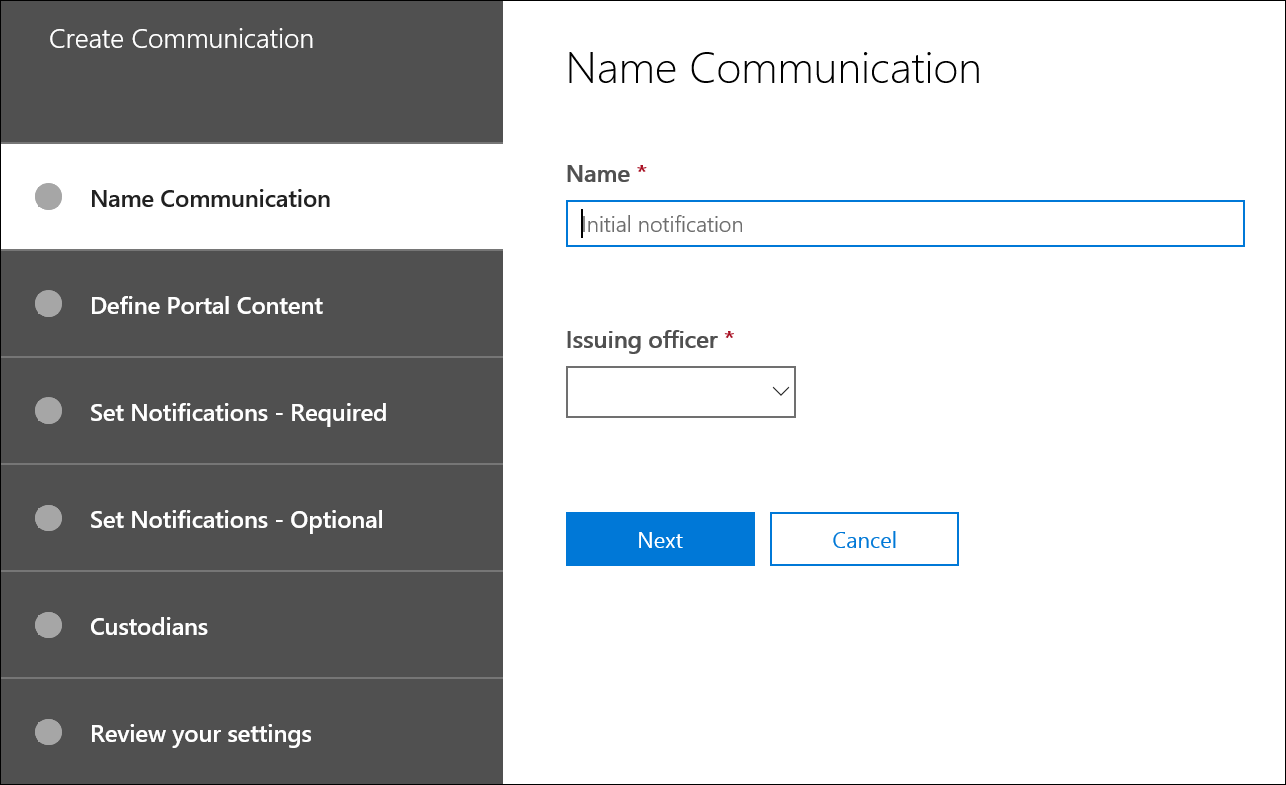 Create Communication
Name Communication
Define Portal Content
Set Notifications - Required
Set Notifications - Optional
Custodians
Review your settings
Name Communication
Name *
Initial notification
Issuing officer *
Next
Cancel